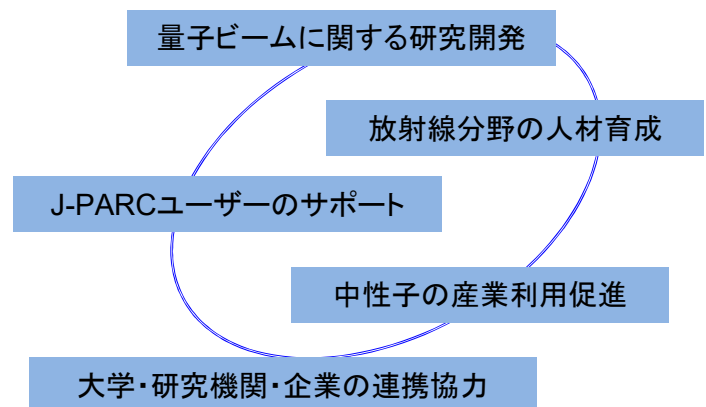 量子ビームに関する研究開発
放射線分野の人材育成
J-PARCユーザーのサポート
中性子の産業利用促進
大学・研究機関・企業の連携協力